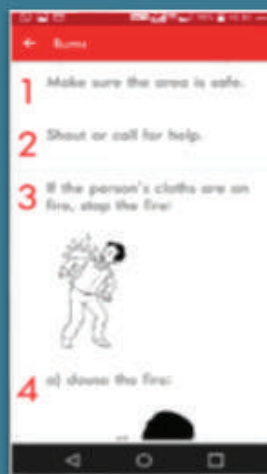 Burns
1 Make sure the area is safe.
2 Shout or call for help.
3 If the person's cloths are on
fire, stop the fire:
4 a) douse the fire: